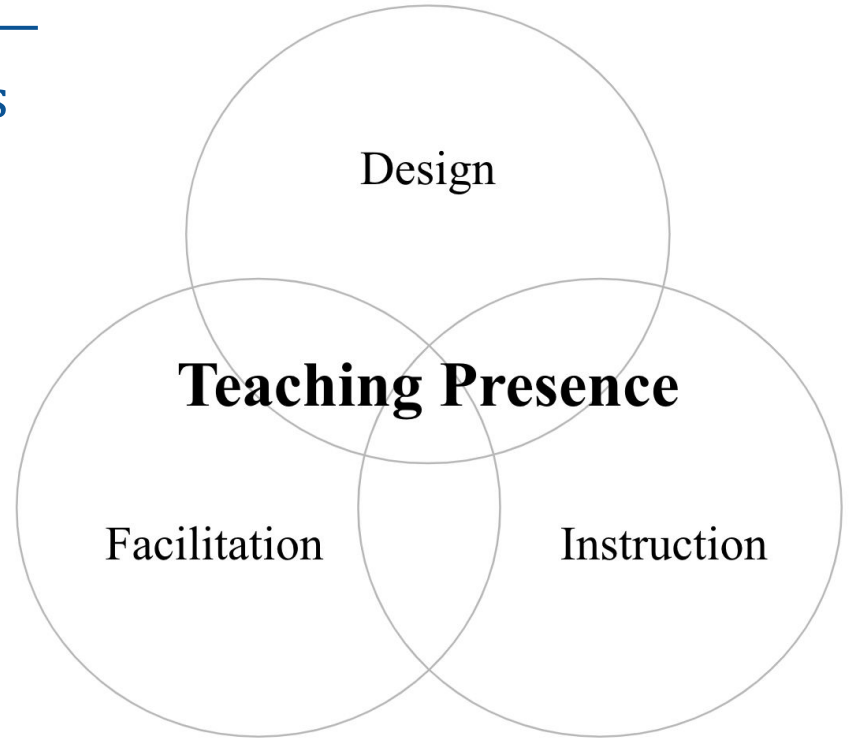 s
Design
Teaching Presence
Facilitation
Instruction